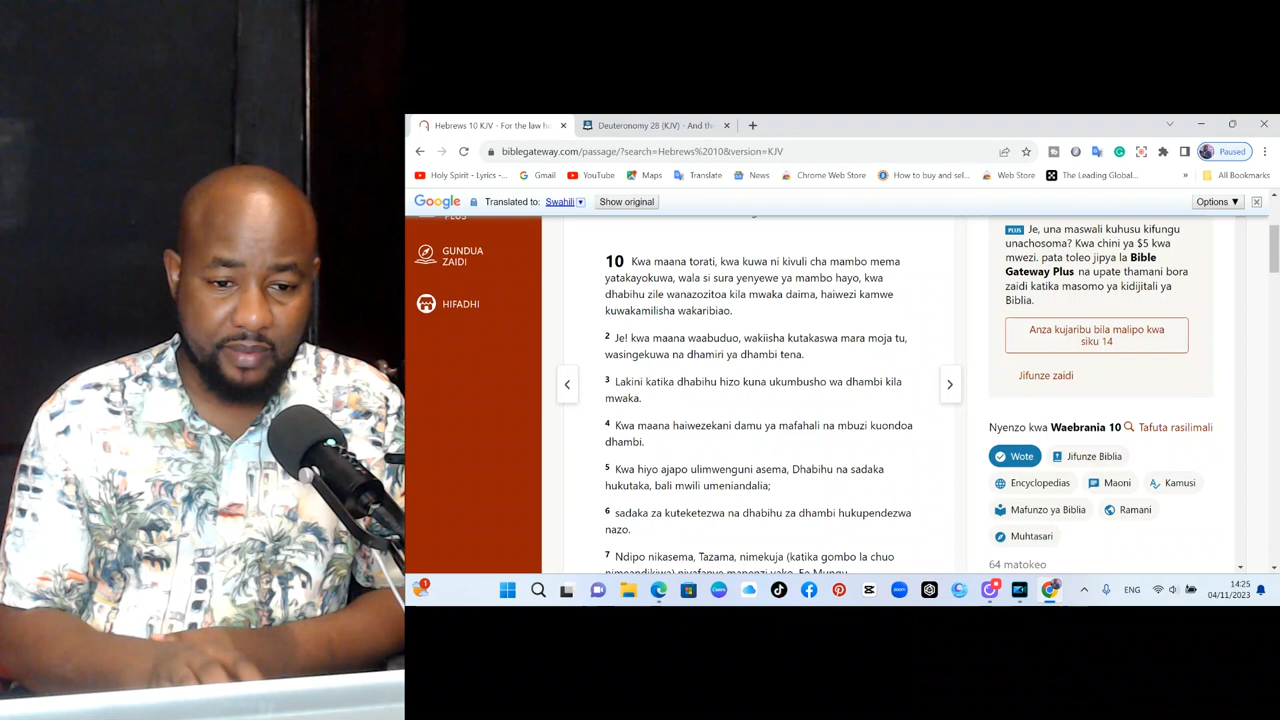 Hebrews 10 KJV - For the law ha
Deuteronomy 28 (KJV) - And the
biblegateway.com/passage/?search=Hebrews%2010&version=KJV
Paused
Holy Spirit - Lyrics -...
Gmail
YouTube
Maps
Translate
News
Chrome Web Store
How to buy and sel...
Web Store
The Leading Global...
»
All Bookmarks
Google
Translated to: Swahili
Show original
Options ▼
PLUS
GUNDUA
ZAIDI
HIFADHI
10 Kwa maana torati, kwa kuwa ni kivuli cha mambo mema
yatakayokuwa, wala si sura yenyewe ya mambo hayo, kwa
dhabihu zile wanazozitoa kila mwaka daima, haiwezi kamwe
kuwakamilisha wakaribiao.
2 Je! kwa maana waabuduo, wakiisha kutakaswa mara moja tu,
wasingekuwa na dhamiri ya dhambi tena.
3 Lakini katika dhabihu hizo kuna ukumbusho wa dhambi kila
mwaka.
4 Kwa maana haiwezekani damu ya mafahali na mbuzi kuondoa
dhambi.
5 Kwa hiyo ajapo ulimwenguni asema, Dhabihu na sadaka
hukutaka, bali mwili umeniandalia;
6 sadaka za kuteketezwa na dhabihu za dhambi hukupendezwa
nazo.
7 Ndipo nikasema, Tazama, nimekuja (katika gombo la chuo
nimeandikiwa) niyafanye mapenzi yako, Ee Mungu
PLUS Je, una maswali kuhusu kifungu
unachosoma? Kwa chini ya $5 kwa
mwezi. pata toleo jipya la Bible
Gateway Plus na upate thamani bora
zaidi katika masomo ya kidijitali ya
Biblia.
Anza kujaribu bila malipo kwa
siku 14
Jifunze zaidi
Nyenzo kwa Waebrania 10
Tafuta rasilimali
Wote
Jifunze Biblia
Encyclopedias
Maoni
Kamusi
Mafunzo ya Biblia
Ramani
Muhtasari
64 matokeo
1
zoom
ENG
14:25
04/11/2023